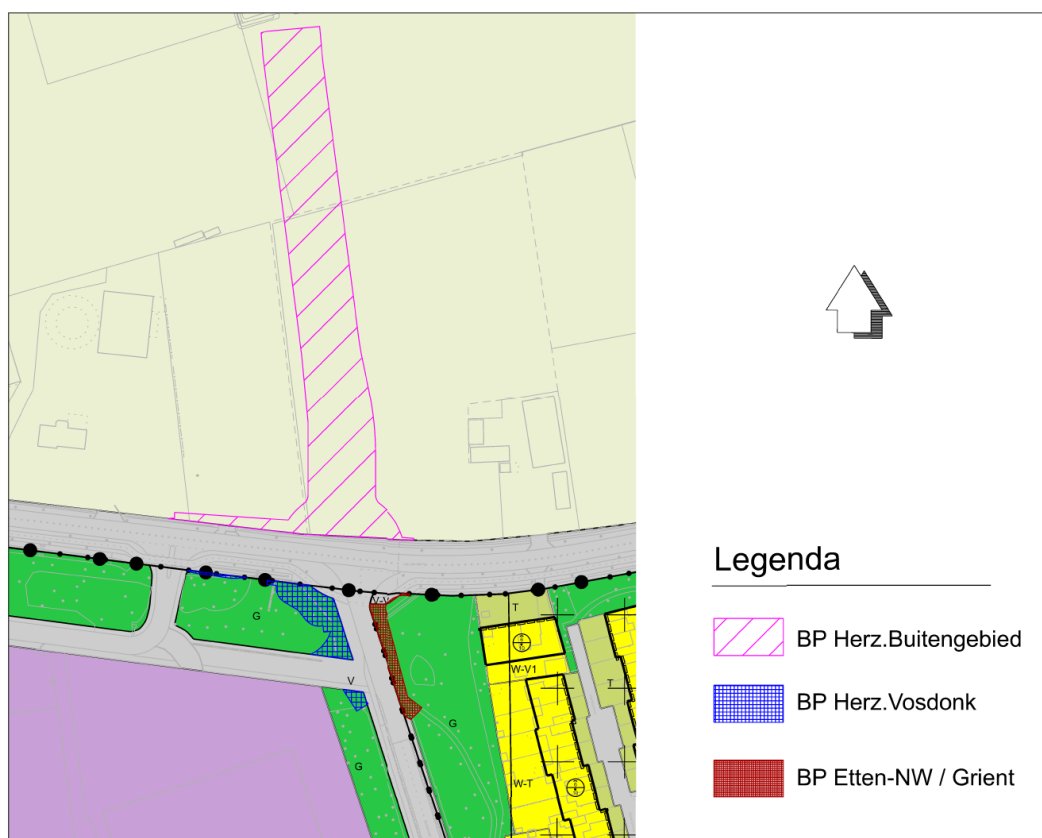 V-V
T
G
W-V1
V
T
G
G
W-T
Legenda
BP Herz.Buitengebied
BP Herz.Vosdonk
BP Etten-NW / Grient